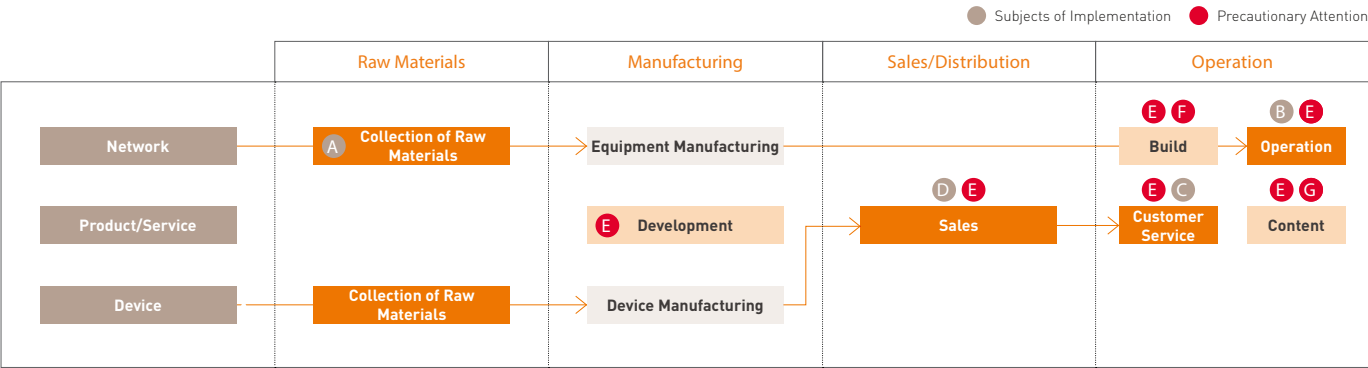 Subjects of Implementation
Precautionary Attention
Raw Materials
Manufacturing
Sales/Distribution
Operation
E F
B E
Network
A
Collection of Raw
Materials
Equipment Manufacturing
Build
Operation
D E
E C
E G
Product/Service
E
Development
Sales
Customer
Service
Content
Device
Collection of Raw
Materials
Device Manufacturing